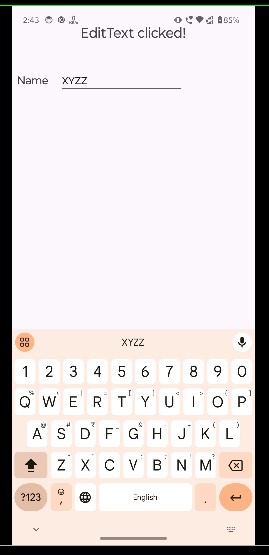 2:43 85%
EditText clicked!
Name XYZZ
XYZZ
1 2 3 4 5 6 7 8 9 0
Q W E R T Y U I O P
A S D F G H J K L
Z X C V B N M
?123 , English .